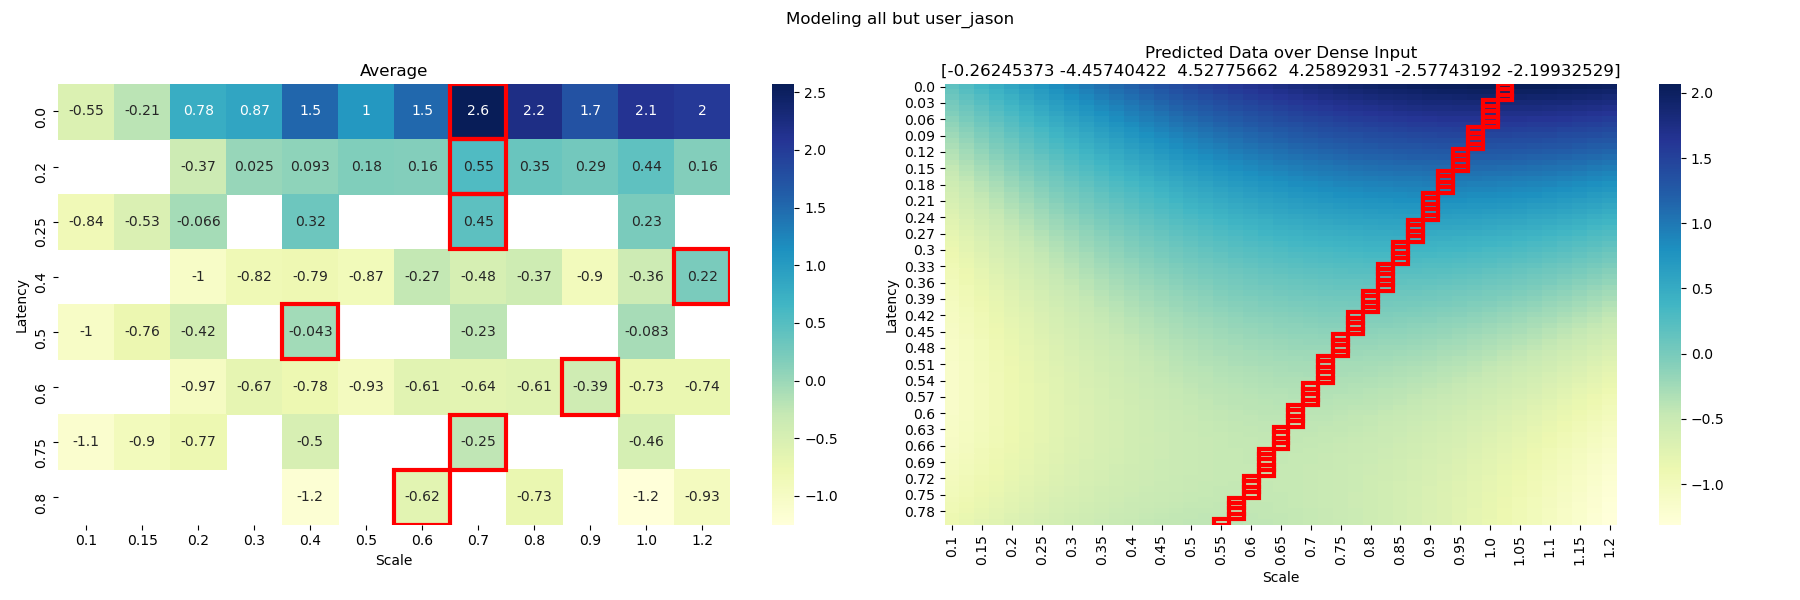 Modeling all but user_jason
Average
0.0 -0.55 -0.21 0.78 0.87 1.5 1 1.5 2.6 2.2 1.7 2.1 2
0.2 -0.37 0.025 0.093 0.18 0.16 0.55 0.35 0.29 0.44 0.16
0.25 -0.84 -0.53 -0.066 0.32 0.45 0.23
0.4 -1 -0.82 -0.79 -0.87 -0.27 -0.48 -0.37 -0.9 -0.36 0.22
0.5 -1 -0.76 -0.42 -0.043 -0.23 -0.083
0.6 -0.97 -0.67 -0.78 -0.93 -0.61 -0.64 -0.61 -0.39 -0.73 -0.74
0.75 -1.1 -0.9 -0.77 -0.5 -0.25 -0.46
0.8 -1.2 -0.62 -0.73 -1.2 -0.93
0.1 0.15 0.2 0.3 0.4 0.5 0.6 0.7 0.8 0.9 1.0 1.2
Scale
Latency
2.5
2.0
1.5
1.0
0.5
0.0
−0.5
−1.0
Predicted Data over Dense Input
[-0.26245373 -4.45740422 4.52775662 4.25892931 -2.57743192 -2.19932529]
0.0
0.03
0.06
0.09
0.12
0.15
0.18
0.21
0.24
0.27
0.3
0.33
0.36
0.39
0.42
0.45
0.48
0.51
0.54
0.57
0.6
0.63
0.66
0.69
0.72
0.75
0.78
Latency
0.1 0.15 0.2 0.25 0.3 0.35 0.4 0.45 0.5 0.55 0.6 0.65 0.7 0.75 0.8 0.85 0.9 0.95 1.0 1.05 1.1 1.15 1.2
Scale
2.0
1.5
1.0
0.5
0.0
−0.5
−1.0